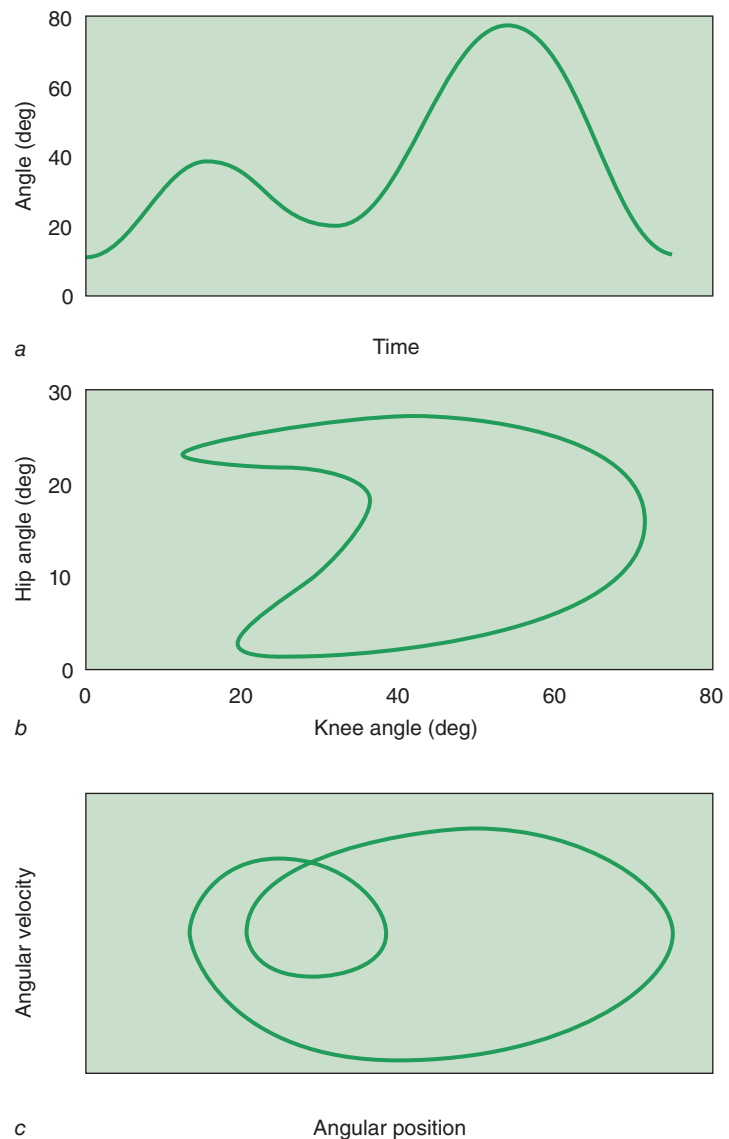 80
60
40
20
0
Angle (deg)
a
Time
30
20
10
0
Hip angle (deg)
0 20 40 60 80
b
Knee angle (deg)
Angular velocity
c
Angular position